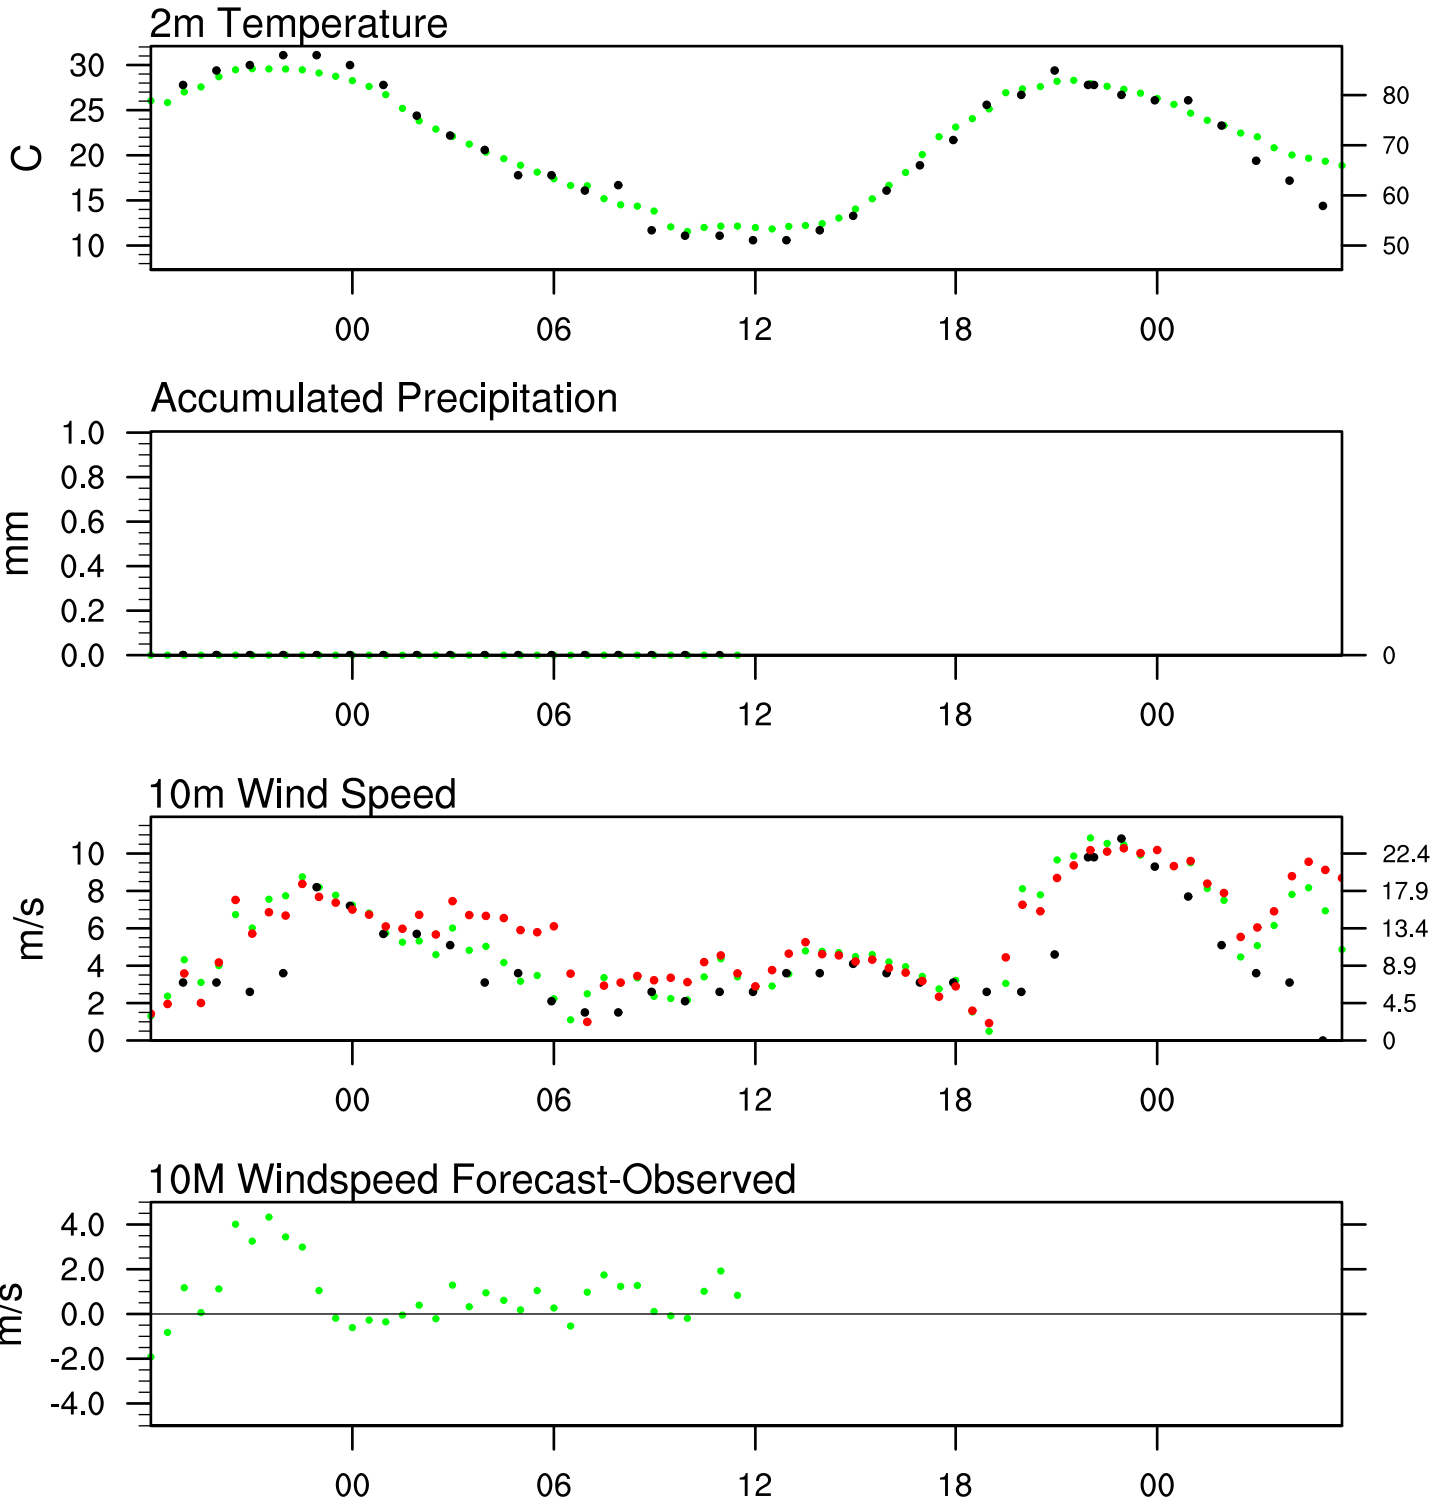 2m Temperature
30
25
20
15
10
C
80
70
60
50
00 06 12 18 00
Accumulated Precipitation
1.0
0.8
0.6
0.4
0.2
0.0
mm
0
00 06 12 18 00
10m Wind Speed
10
8
6
4
2
0
m/s
22.4
17.9
13.4
8.9
4.5
0
00 06 12 18 00
10M Windspeed Forecast-Observed
4.0
2.0
0.0
-2.0
-4.0
m/s
00 06 12 18 00